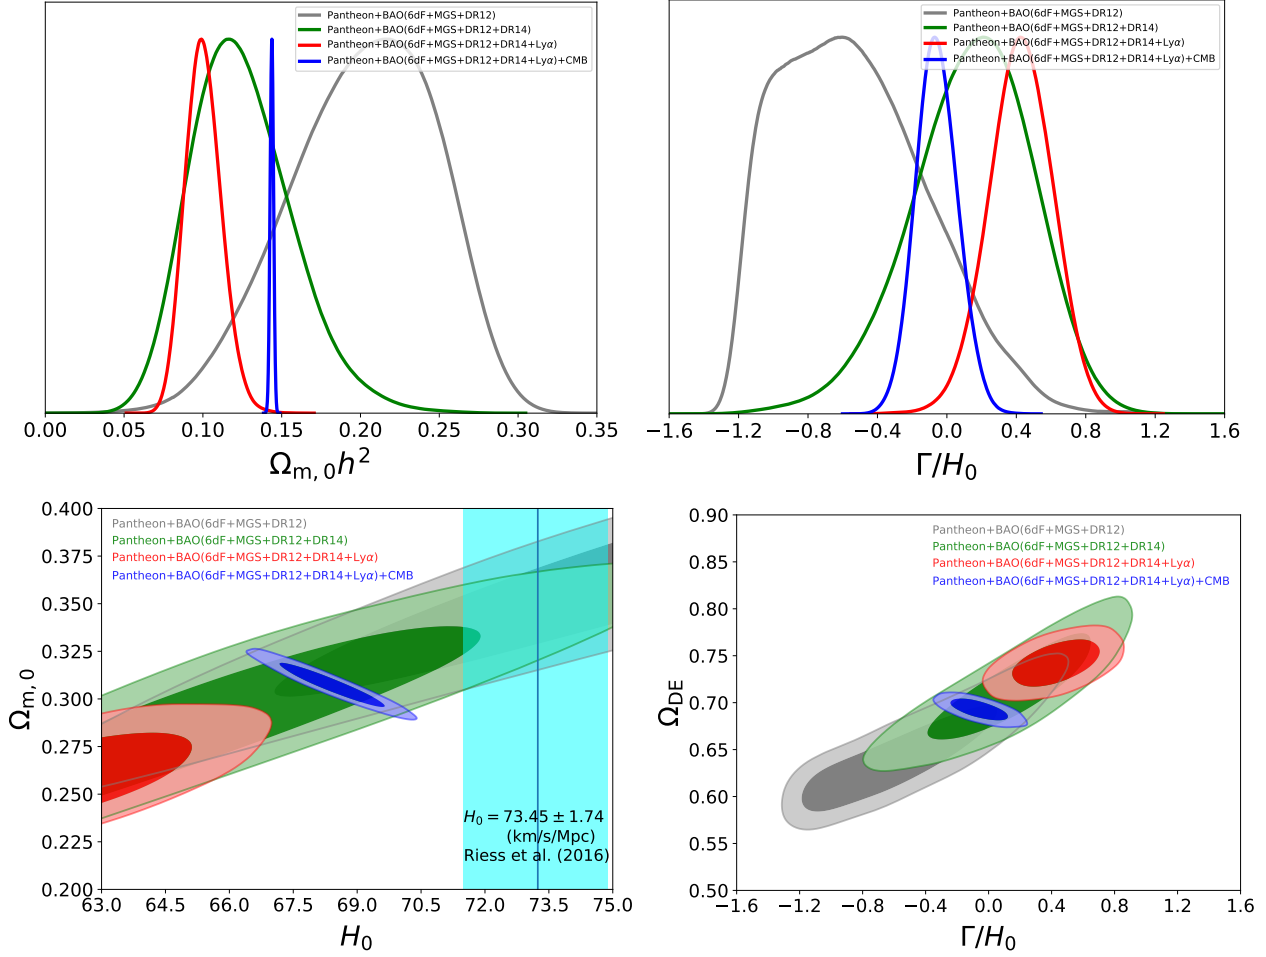 Pantheon+BAO(6dF+MGS+DR12)
Pantheon+BAO(6dF+MGS+DR12+DR14)
Pantheon+BAO(6dF+MGS+DR12+DR14+Lyα)
Pantheon+BAO(6dF+MGS+DR12+DR14+Lyα)+CMB
0.00 0.05 0.10 0.15 0.20 0.25 0.30 0.35
Ωm, 0h²
Pantheon+BAO(6dF+MGS+DR12)
Pantheon+BAO(6dF+MGS+DR12+DR14)
Pantheon+BAO(6dF+MGS+DR12+DR14+Lyα)
Pantheon+BAO(6dF+MGS+DR12+DR14+Lyα)+CMB
−1.6 −1.2 −0.8 −0.4 0.0 0.4 0.8 1.2 1.6
Γ/H₀
0.400
0.375
0.350
0.325
0.300
0.275
0.250
0.225
0.200
Ωm, 0
Pantheon+BAO(6dF+MGS+DR12)
Pantheon+BAO(6dF+MGS+DR12+DR14)
Pantheon+BAO(6dF+MGS+DR12+DR14+Lyα)
Pantheon+BAO(6dF+MGS+DR12+DR14+Lyα)+CMB
H₀ = 73.45 ± 1.74
(km/s/Mpc)
Riess et al. (2016)
63.0 64.5 66.0 67.5 69.0 70.5 72.0 73.5 75.0
H₀
0.90
0.85
0.80
0.75
0.70
0.65
0.60
0.55
0.50
ΩDE
Pantheon+BAO(6dF+MGS+DR12)
Pantheon+BAO(6dF+MGS+DR12+DR14)
Pantheon+BAO(6dF+MGS+DR12+DR14+Lyα)
Pantheon+BAO(6dF+MGS+DR12+DR14+Lyα)+CMB
−1.6 −1.2 −0.8 −0.4 0.0 0.4 0.8 1.2 1.6
Γ/H₀